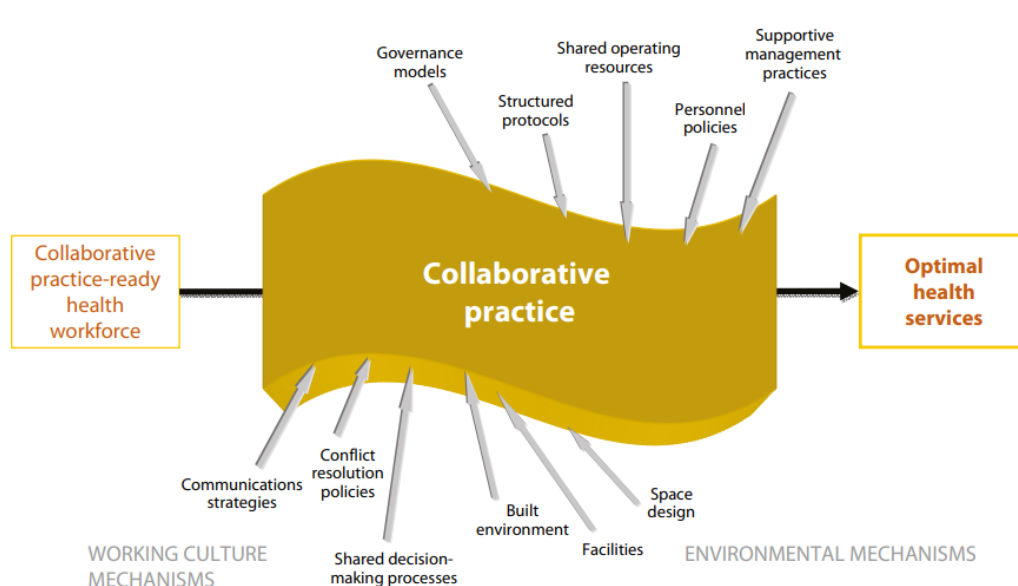 Governance
models
Structured
protocols
Shared operating
resources
Personnel
policies
Supportive
management
practices
Collaborative
practice-ready
health
workforce
Collaborative
practice
Optimal
health
services
Communications
strategies
Conflict
resolution
policies
Shared decision-
making processes
Built
environment
Facilities
Space
design
WORKING CULTURE
MECHANISMS
ENVIRONMENTAL MECHANISMS